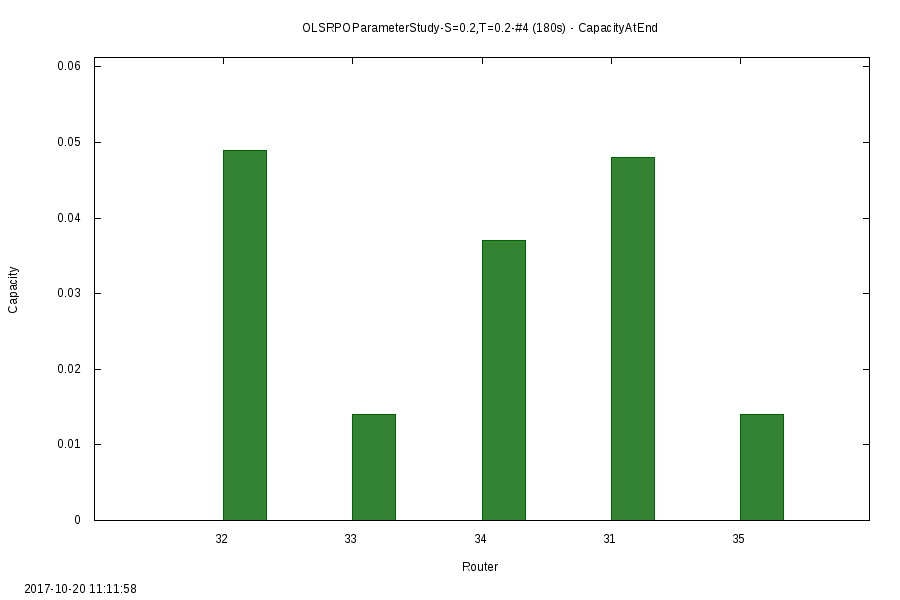 OLSRPOParameterStudy-S=0.2,T=0.2-#4 (180s) - CapacityAtEnd
0.06
0.05
0.04
0.03
0.02
0.01
0
Capacity
32 33 34 31 35
Router
2017-10-20 11:11:58